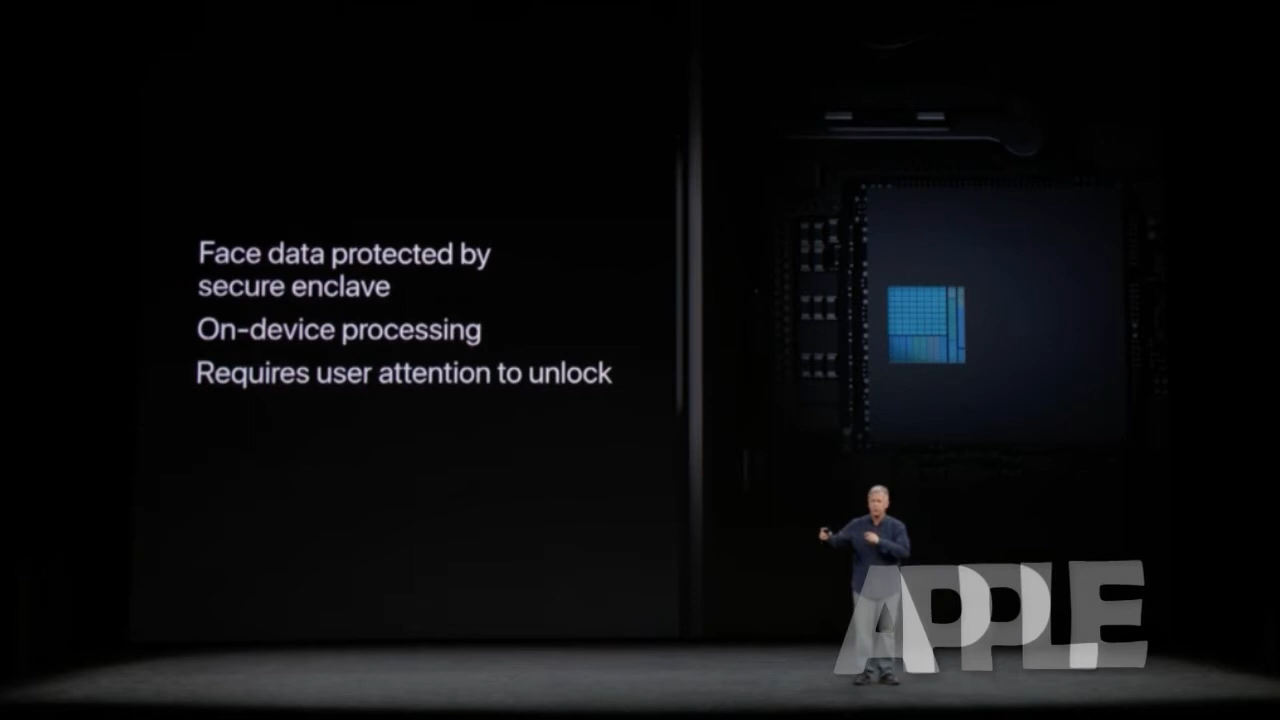 Face data protected by
secure enclave
On-device processing
Requires user attention to unlock
APPLE